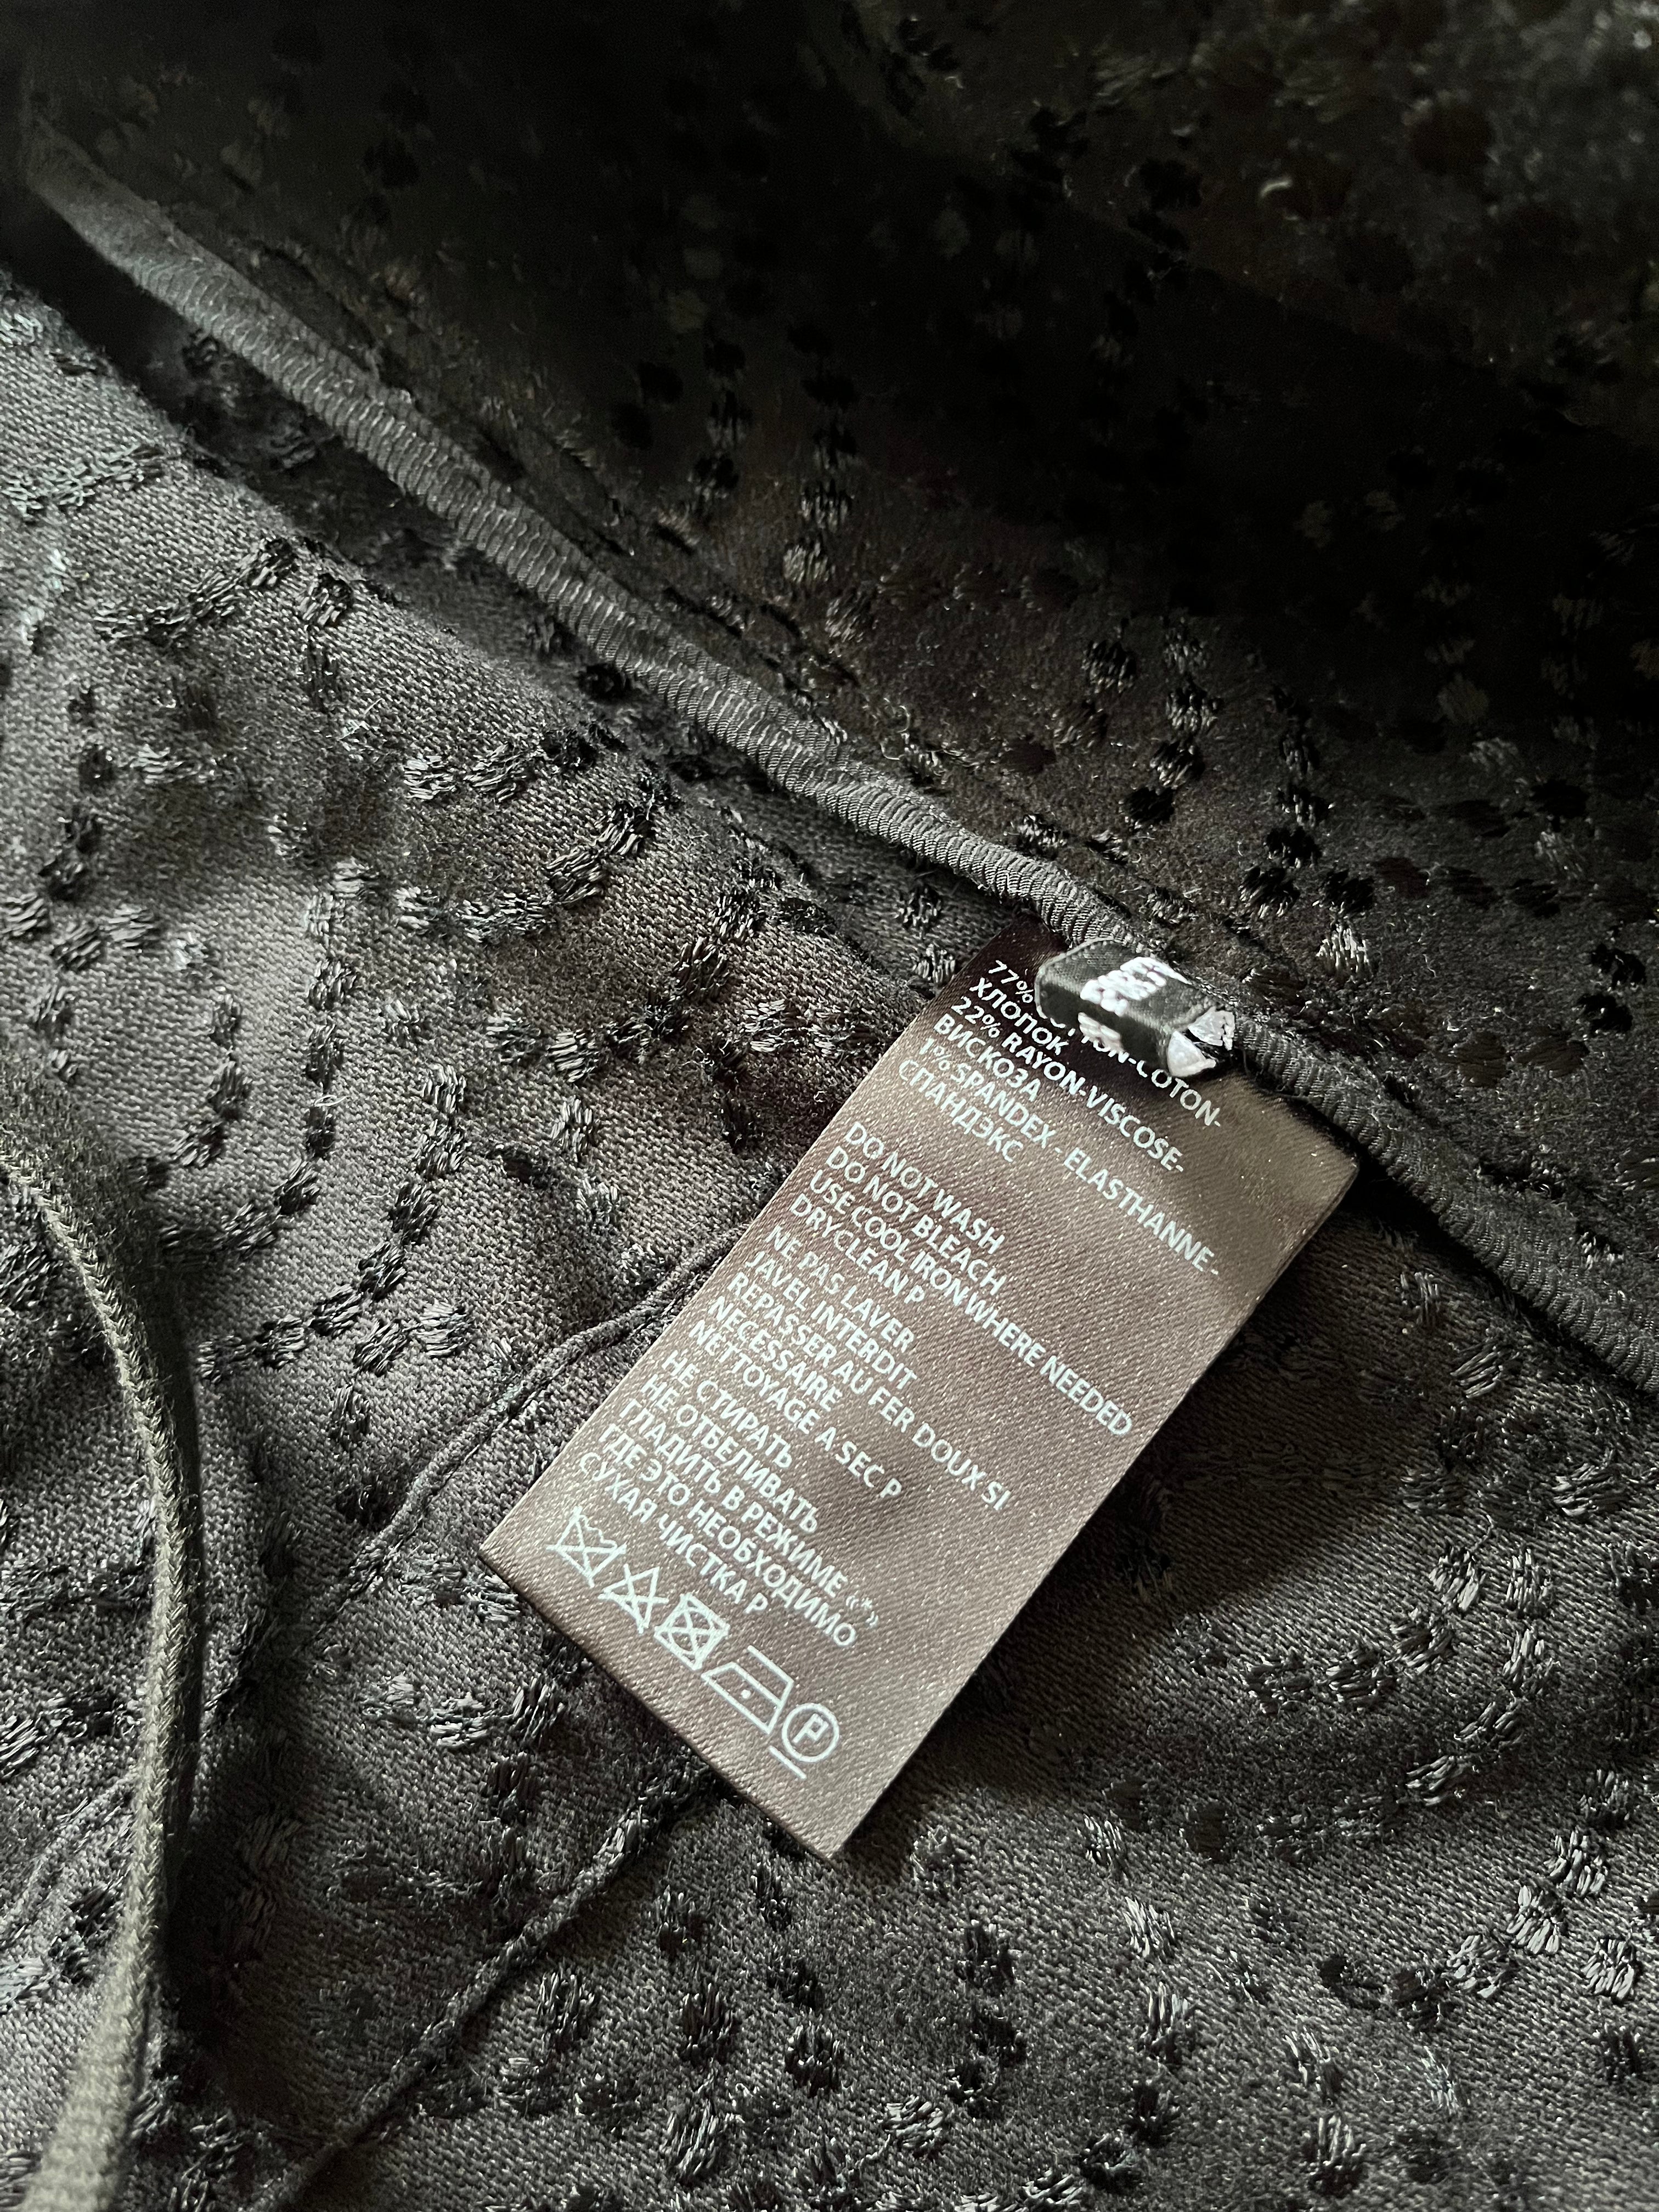 77% COTTON-COTON-
ХЛОПОК
22% RAYON-VISCOSE-
ВИСКОЗА
1% SPANDEX - ELASTHANNE -
СПАНДЭКС
DO NOT WASH
DO NOT BLEACH
USE COOL IRON WHERE NEEDED
DRYCLEAN P
NE PAS LAVER
JAVEL INTERDIT
REPASSER AU FER DOUX SI
NECESSAIRE
NETTOYAGE A SEC P
НЕ СТИРАТЬ
НЕ ОТБЕЛИВАТЬ
ГЛАДИТЬ В РЕЖИМЕ «*»
ГДЕ ЭТО НЕОБХОДИМО
СУХАЯ ЧИСТКА P
P